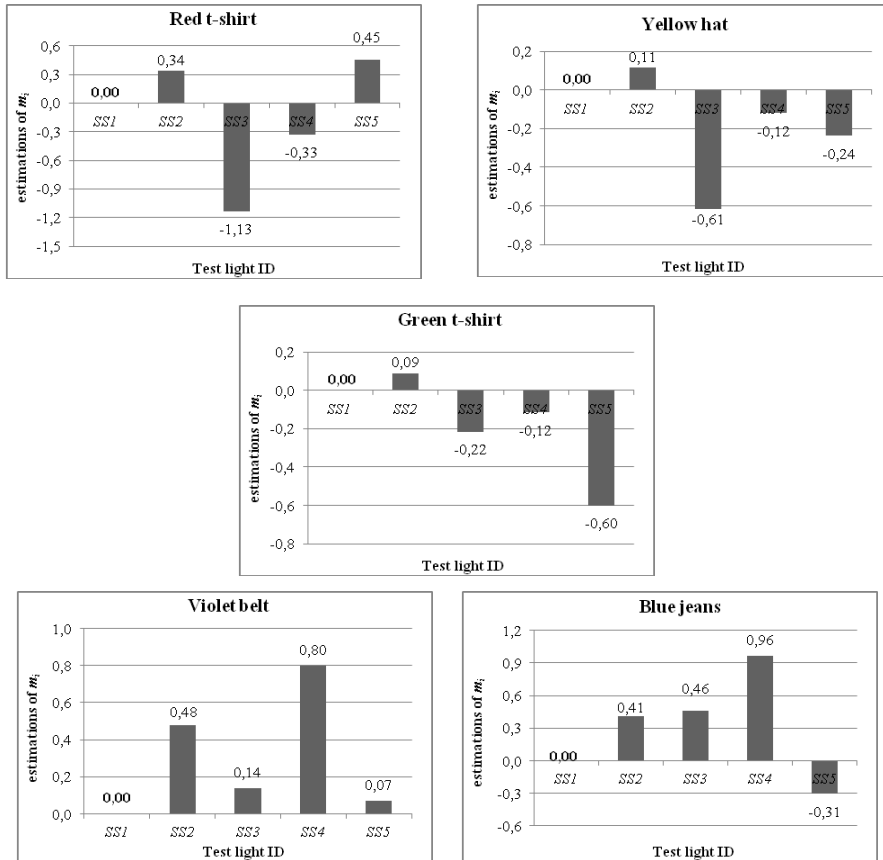 Red t-shirt
estimations of mi
0,6
0,3
0,0
-0,3
-0,6
-0,9
-1,2
-1,5
0,00
0,34
-1,13
-0,33
0,45
SS1 SS2 SS3 SS4 SS5
Test light ID
Yellow hat
estimations of mi
0,2
0,0
-0,2
-0,4
-0,6
-0,8
0,00
0,11
-0,61
-0,12
-0,24
SS1 SS2 SS3 SS4 SS5
Test light ID
Green t-shirt
estimations of mi
0,2
0,0
-0,2
-0,4
-0,6
-0,8
0,00
0,09
-0,22
-0,12
-0,60
SS1 SS2 SS3 SS4 SS5
Test light ID
Violet belt
estimations of mi
1,0
0,8
0,6
0,4
0,2
0,0
0,00
0,48
0,14
0,80
0,07
SS1 SS2 SS3 SS4 SS5
Test light ID
Blue jeans
estimations of mi
1,2
0,9
0,6
0,3
0,0
-0,3
-0,6
0,00
0,41
0,46
0,96
-0,31
SS1 SS2 SS3 SS4 SS5
Test light ID